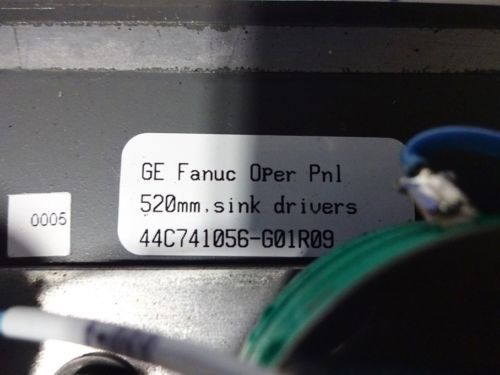 GE Fanuc Oper Pnl
520mm,sink drivers
44C741056-G01R09
0005